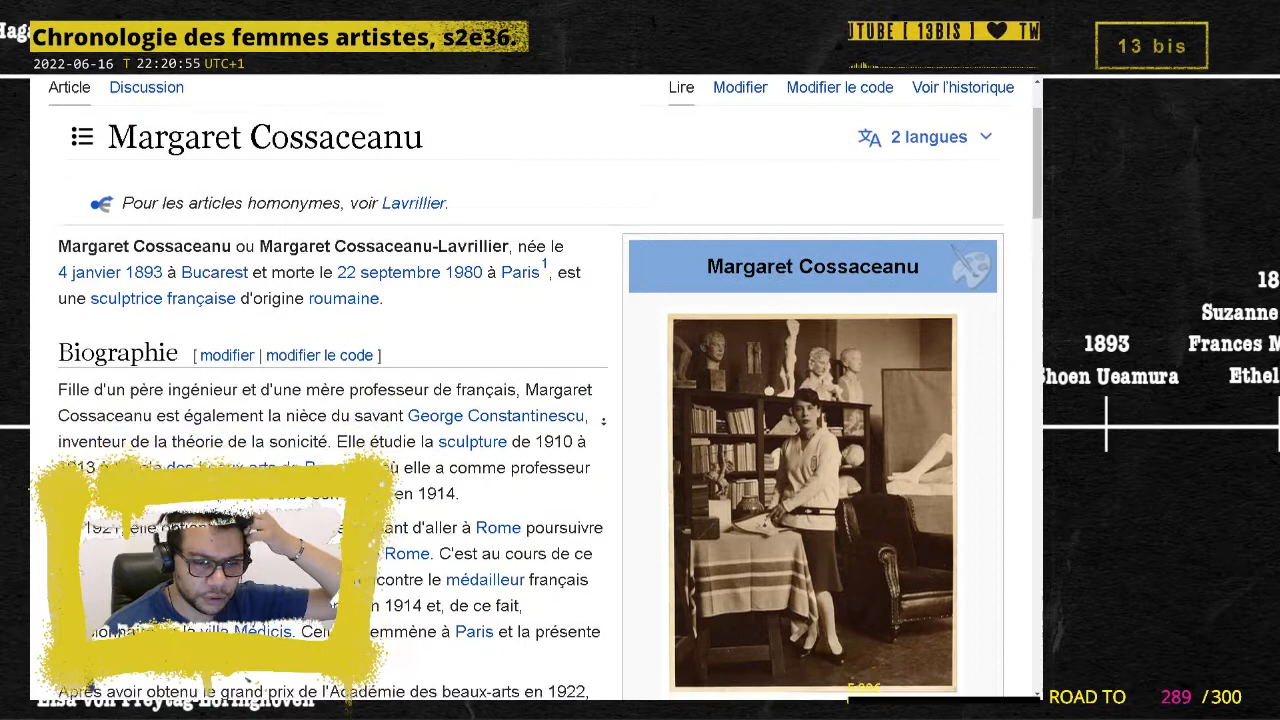 Chronologie des femmes artistes, s2e36.
2022-06-16 T 22:20:55 UTC+1
UTUBE [ 13BIS ] ♥ TW
13 bis
Article Discussion Lire Modifier Modifier le code Voir l'historique
Margaret Cossaceanu 2 langues
Pour les articles homonymes, voir Lavrillier.
Margaret Cossaceanu ou Margaret Cossaceanu-Lavrillier, née le
4 janvier 1893 à Bucarest et morte le 22 septembre 1980 à Paris1, est
une sculptrice française d'origine roumaine.
Margaret Cossaceanu
Biographie [ modifier | modifier le code ]
Fille d'un père ingénieur et d'une mère professeur de français, Margaret
Cossaceanu est également la nièce du savant George Constantinescu,
inventeur de la théorie de la sonicité. Elle étudie la sculpture de 1910 à
où elle a comme professeur
en 1914.
d'aller à Rome poursuivre
Rome. C'est au cours de ce
le médailleur français
1914 et, de ce fait,
villa Médicis. à Paris et la présente
Après avoir obtenu le grand prix de l'Académie des beaux-arts en 1922,
Elsa von Freytag-Loringhoven
1893
Shoen Ueamura
18
Suzanne
Frances M
Ethel
ROAD TO 289 / 300